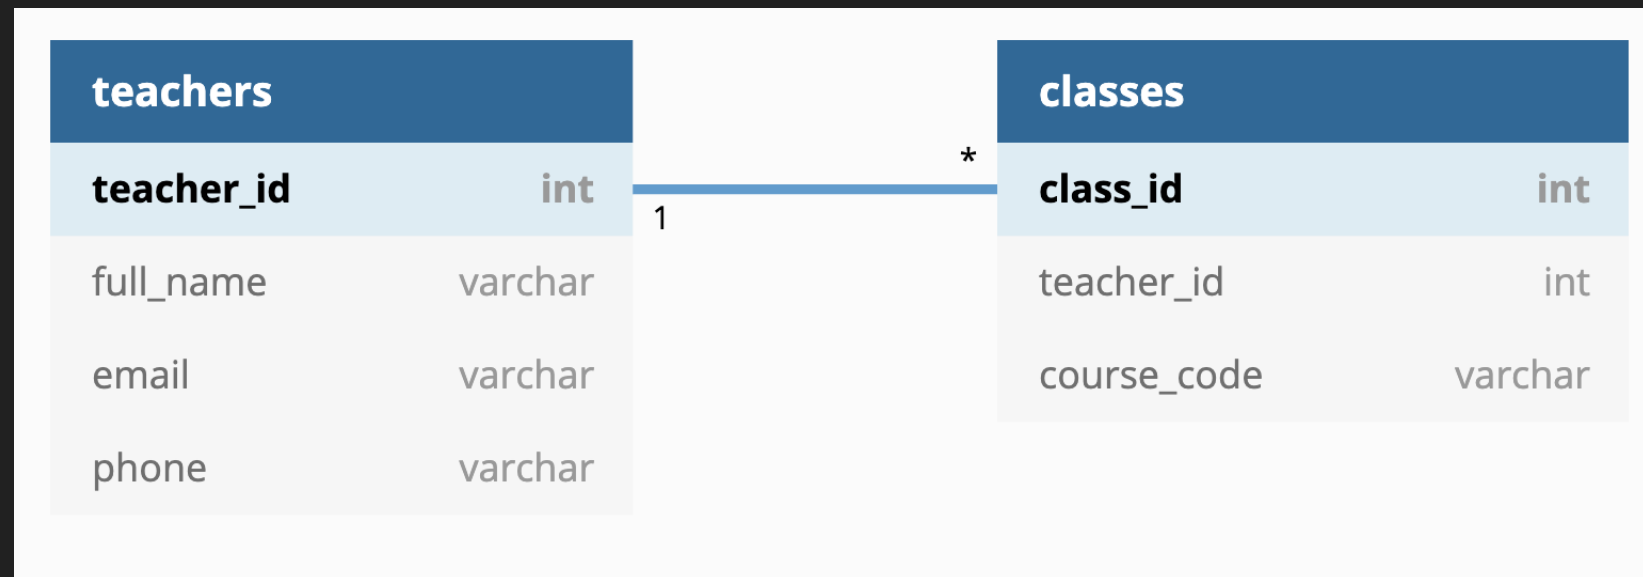 teachers
teacher_id int
full_name varchar
email varchar
phone varchar
1
*
classes
class_id int
teacher_id int
course_code varchar